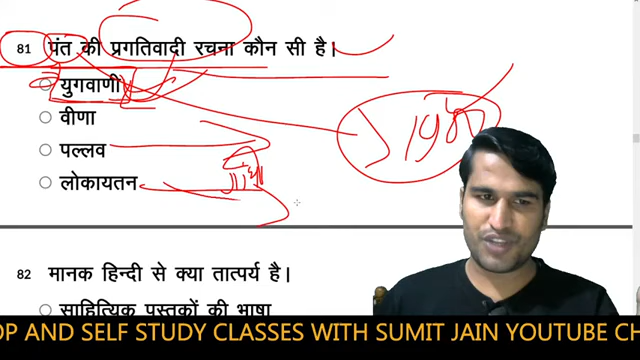 81 पंत की प्रगतिवादी रचना कौन सी है।
युगवाणी
वीणा
पल्लव
लोकायतन
82 मानक हिन्दी से क्या तात्पर्य है।
साहित्यिक पुस्तकों की भाषा
OP AND SELF STUDY CLASSES WITH SUMIT JAIN YOUTUBE CH